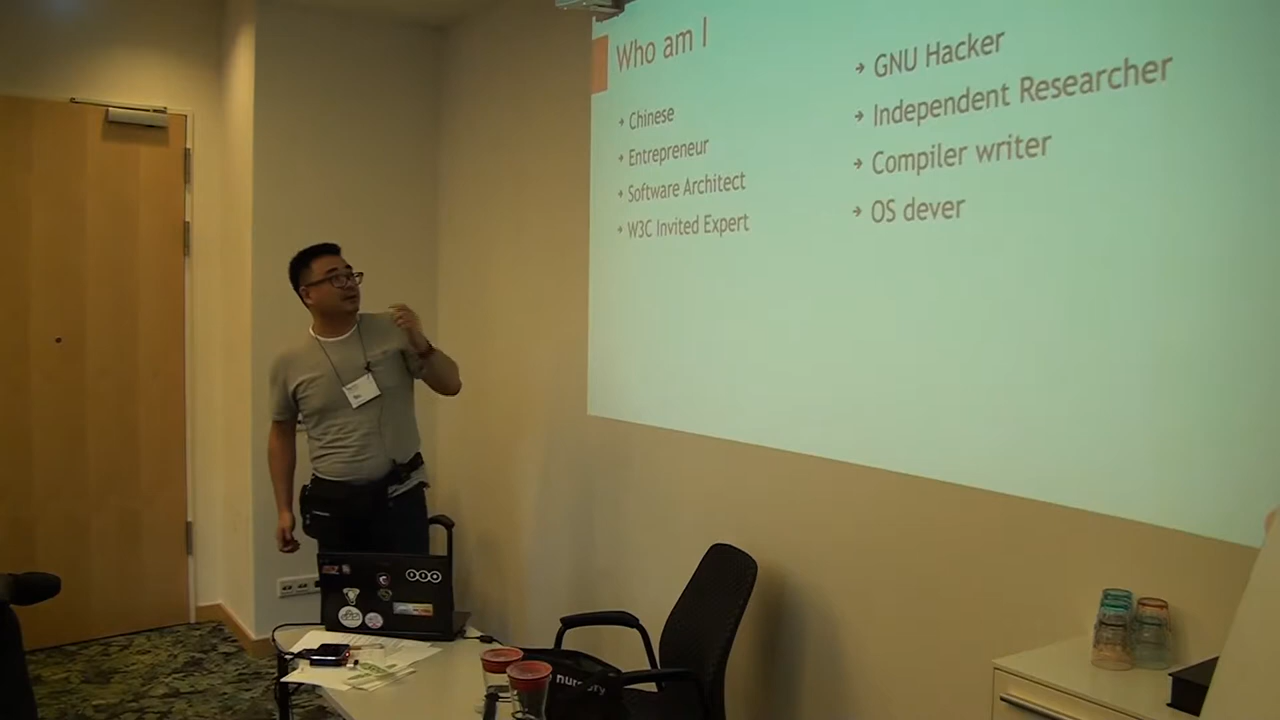 Who am I
→ Chinese
→ Entrepreneur
→ Software Architect
→ W3C Invited Expert
→ GNU Hacker
→ Independent Researcher
→ Compiler writer
→ OS dever